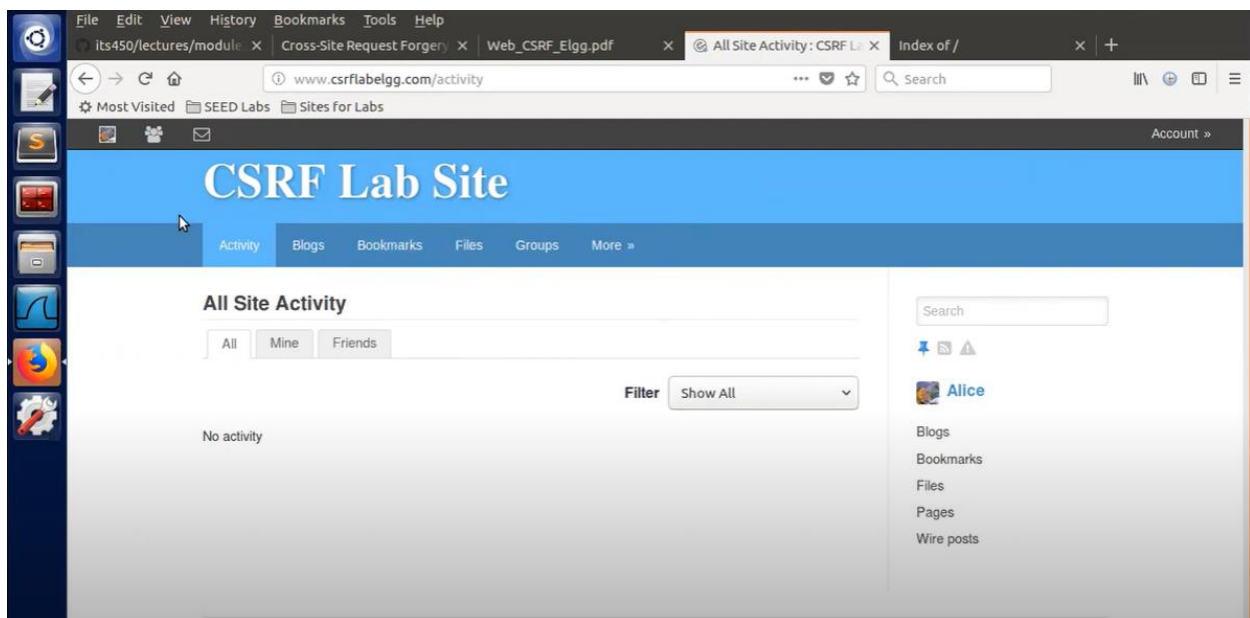 File Edit View History Bookmarks Tools Help
its450/lectures/module Cross-Site Request Forgery Web_CSRF_Elgg.pdf All Site Activity : CSRF La Index of /
www.csrflabelgg.com/activity Search
Most Visited SEED Labs Sites for Labs
Account »
CSRF Lab Site
Activity Blogs Bookmarks Files Groups More »
All Site Activity
Search
All Mine Friends
Filter Show All
Alice
No activity
Blogs
Bookmarks
Files
Pages
Wire posts